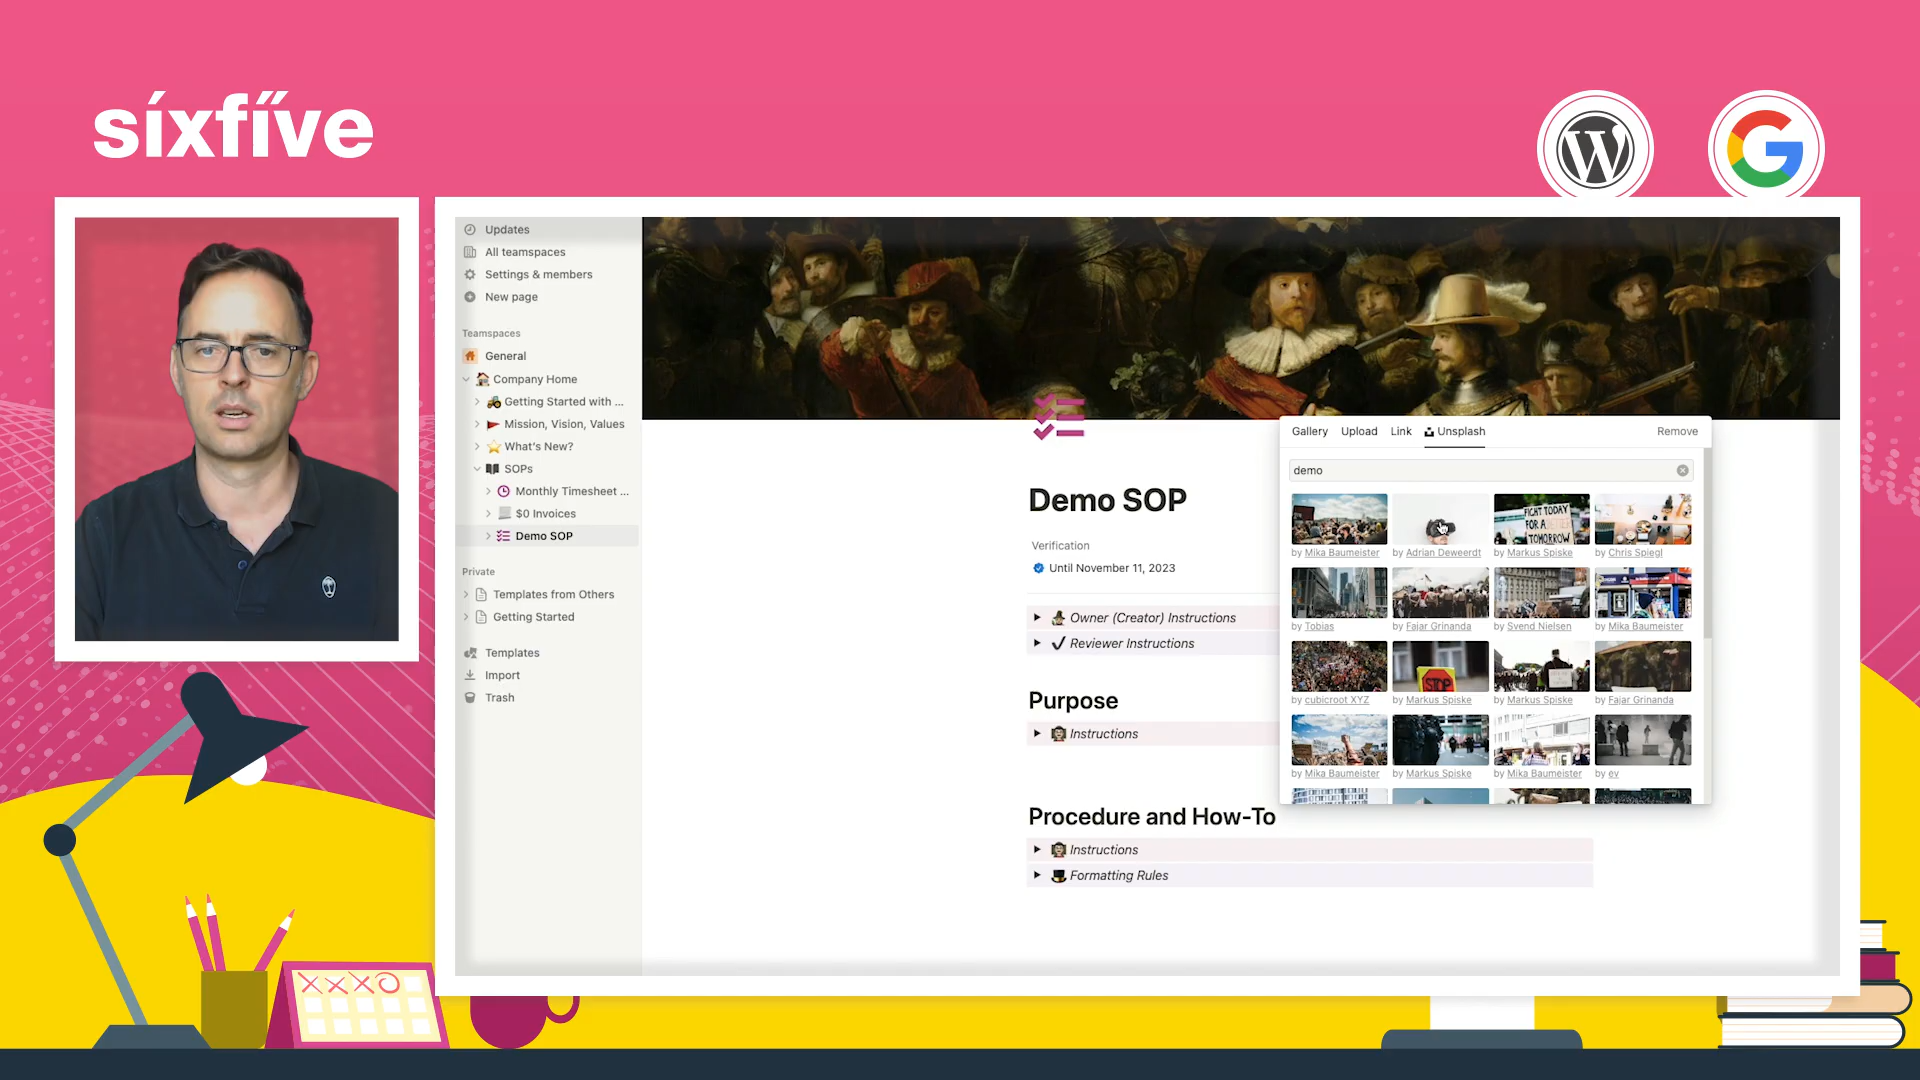 síxfív̋e
Updates
All teamspaces
Settings & members
New page
Teamspaces
General
Company Home
Getting Started with ...
Mission, Vision, Values
What's New?
SOPs
Monthly Timesheet ...
$0 Invoices
Demo SOP
Private
Templates from Others
Getting Started
Templates
Import
Trash
Demo SOP
Verification
Until November 11, 2023
Owner (Creator) Instructions
Reviewer Instructions
Purpose
Instructions
Procedure and How-To
Instructions
Formatting Rules
Gallery Upload Link Unsplash Remove
demo
FIGHT TODAY
FOR A
TOMORROW
by Mika Baumeister by Adrian Deweerdt by Markus Spiske by Chris Spiegl
by Tobias by Fajar Grinanda by Svend Nielsen by Mika Baumeister
STOP
by cubicroot XYZ by Markus Spiske by Markus Spiske by Fajar Grinanda
by Mika Baumeister by Markus Spiske by Mika Baumeister by ev